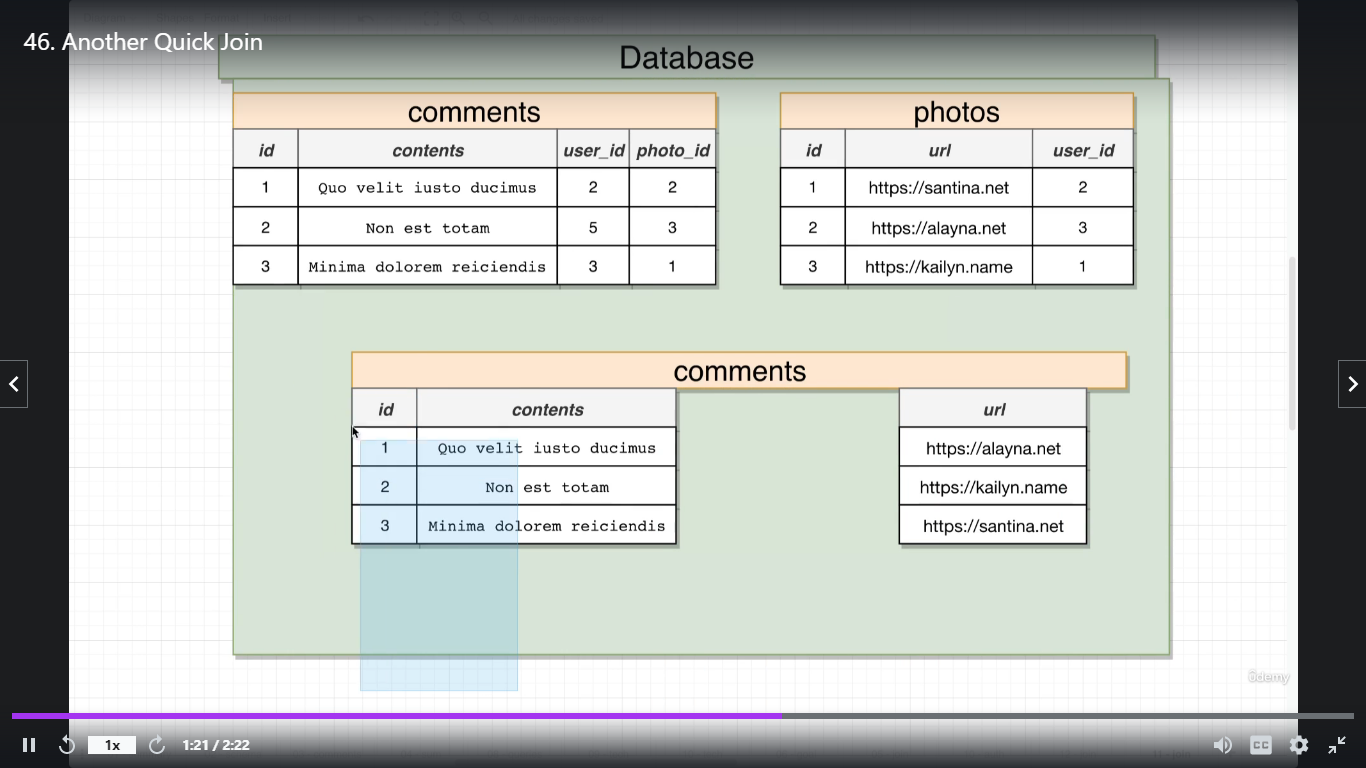 46. Another Quick Join
Database
comments
id contents user_id photo_id
1 Quo velit iusto ducimus 2 2
2 Non est totam 5 3
3 Minima dolorem reiciendis 3 1
photos
id url user_id
1 https://santina.net 2
2 https://alayna.net 3
3 https://kailyn.name 1
comments
id contents url
1 Quo velit iusto ducimus https://alayna.net
2 Non est totam https://kailyn.name
3 Minima dolorem reiciendis https://santina.net
ûdemy
1x 1:21 / 2:22 CC